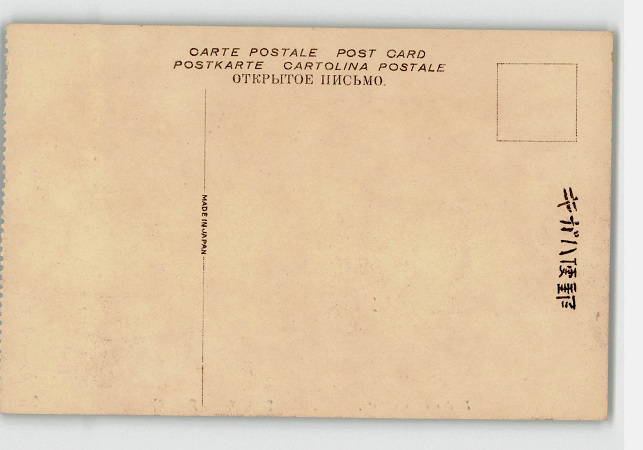 CARTE POSTALE POST CARD
POSTKARTE CARTOLINA POSTALE
ОТКРЫТОЕ ПИСЬМО.
MADE IN JAPAN